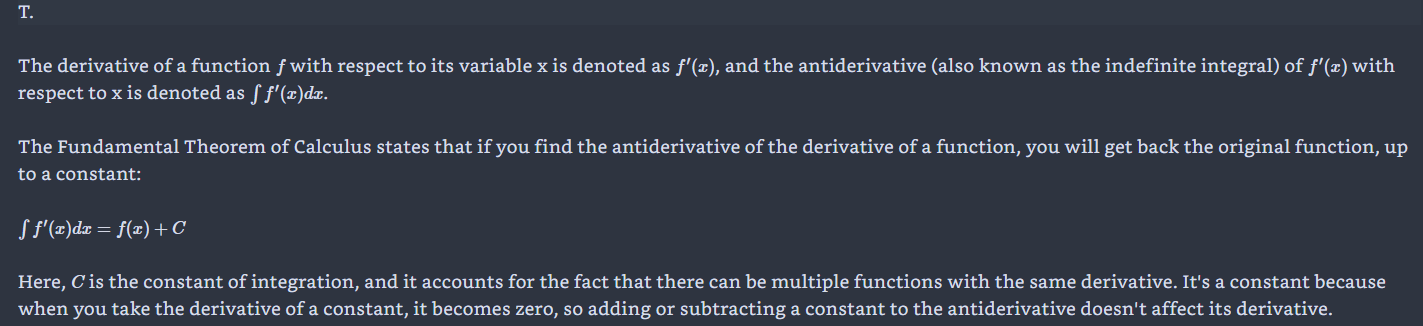 T.
The derivative of a function f with respect to its variable x is denoted as f'(x), and the antiderivative (also known as the indefinite integral) of f'(x) with
respect to x is denoted as ∫ f'(x)dx.
The Fundamental Theorem of Calculus states that if you find the antiderivative of the derivative of a function, you will get back the original function, up
to a constant:
∫ f'(x)dx = f(x) + C
Here, C is the constant of integration, and it accounts for the fact that there can be multiple functions with the same derivative. It's a constant because
when you take the derivative of a constant, it becomes zero, so adding or subtracting a constant to the antiderivative doesn't affect its derivative.